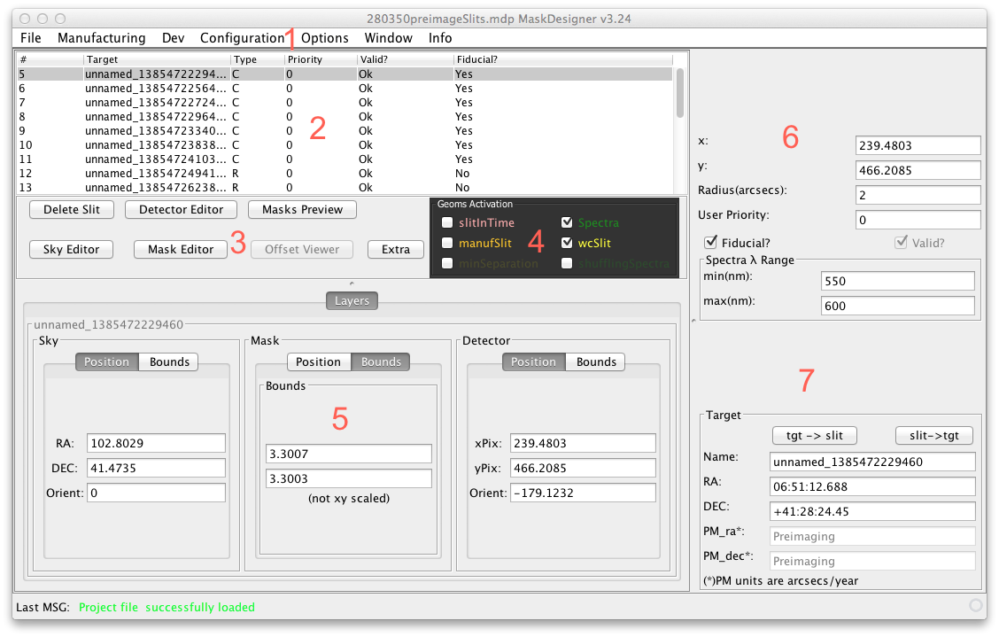 280350preimageSlits.mdp MaskDesigner v3.24
File Manufacturing Dev Configuration Options Window Info
1
# Target Type Priority Valid? Fiducial?
5 unnamed_13854722294... C 0 Ok Yes
6 unnamed_13854722564... C 0 Ok Yes
7 unnamed_13854722724... C 0 Ok Yes
8 unnamed_13854722964... C 0 Ok Yes
9 unnamed_13854723340... C 0 Ok Yes
10 unnamed_13854723838... C 0 Ok Yes
11 unnamed_13854724103... C 0 Ok Yes
12 unnamed_13854724941... R 0 Ok No
13 unnamed_13854726238... R 0 Ok No
2
Delete Slit Detector Editor Masks Preview
Sky Editor Mask Editor Offset Viewer Extra
3
Geoms Activation
slitInTime Spectra
manufSlit wcSlit
minSeparation shufflingSpectra
4
Layers
unnamed_1385472229460
Sky
Position Bounds
RA: 102.8029
DEC: 41.4735
Orient: 0
Mask
Position Bounds
Bounds
5
3.3007
3.3003
(not xy scaled)
Detector
Position Bounds
xPix: 239.4803
yPix: 466.2085
Orient: -179.1232
6
x: 239.4803
y: 466.2085
Radius(arcsecs): 2
User Priority: 0
Fiducial? Valid?
Spectra λ Range
min(nm): 550
max(nm): 600
7
Target
tgt -> slit slit->tgt
Name: unnamed_1385472229460
RA: 06:51:12.688
DEC: +41:28:24.45
PM_ra*: Preimaging
PM_dec*: Preimaging
(*)PM units are arcsecs/year
Last MSG: Project file successfully loaded